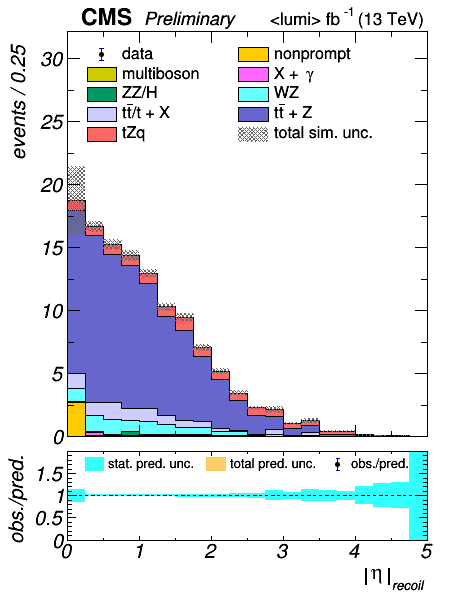 CMS Preliminary <lumi> fb⁻¹ (13 TeV)
events / 0.25
30
25
20
15
10
5
0
data
nonprompt
multiboson
X + γ
ZZ/H
WZ
tt̄/t + X
tt̄ + Z
tZ̄q
total sim. unc.
obs./pred.
1.5
1
0.5
0
stat. pred. unc. total pred. unc. obs./pred.
0 1 2 3 4 5
|η|recoil